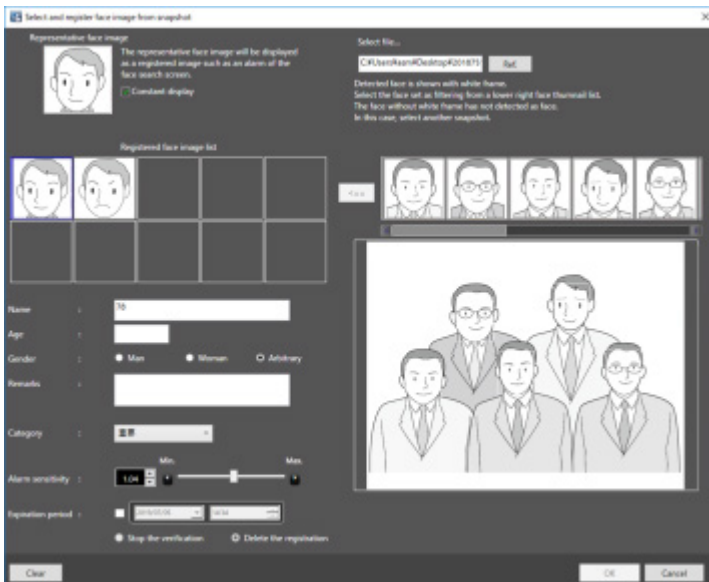 Select and register face image from snapshot
Representative face image
The representative face image will be displayed
as a registered image such as an alarm of the
face search screen.
Constant display
Select file...
Ref.
Detected face is shown with white frame.
Select the face set as filtering from a lower right face thumnail list.
The face without white frame has not detected as face.
In this case, select another snapshot.
Registered face image list
Name :
Age :
Gender : Man Woman Arbitrary
Remarks :
Category :
Min. Max.
Alarm sensitivity : 1.04
Expiration period :
Stop the verification Delete the registration
Clear OK Cancel